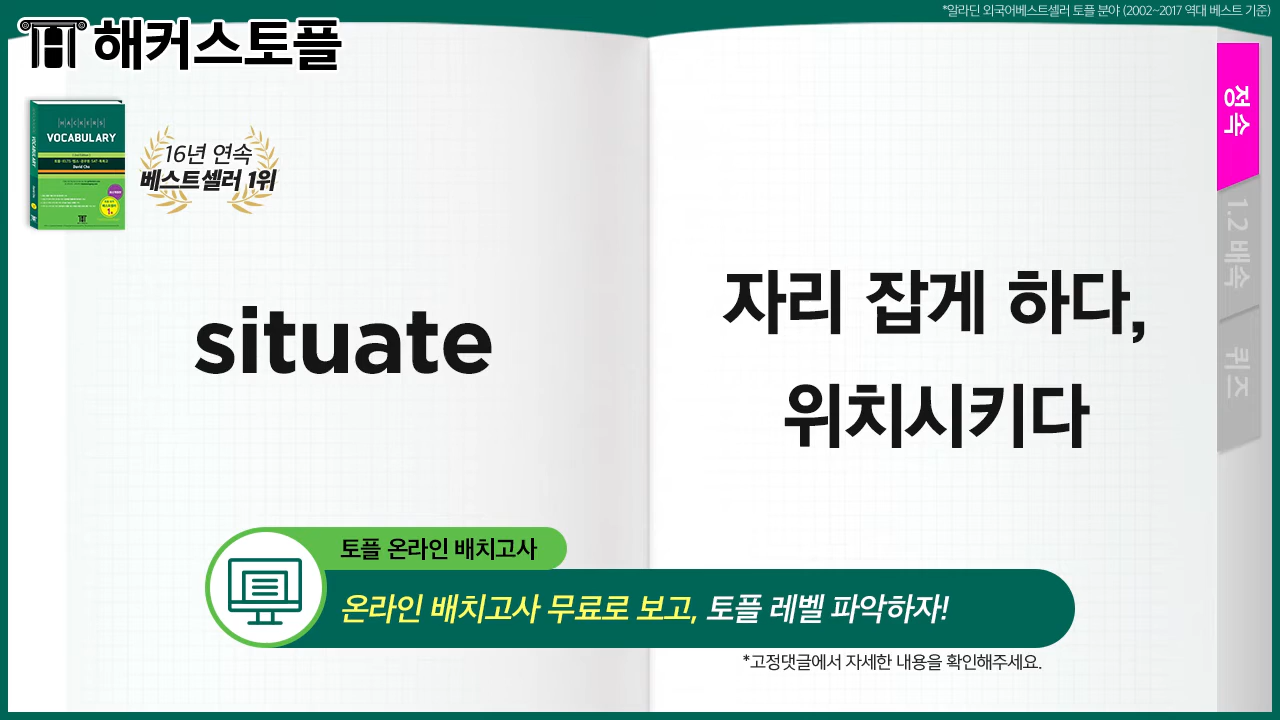 *알라딘 외국어베스트셀러 토플 분야 (2002~2017 역대 베스트 기준)
해커스토플
HACKERS
VOCABULARY
David Cho
16년 연속
베스트셀러 1위
situate
자리 잡게 하다,
위치시키다
정속
1.2 배속
퀴즈
토플 온라인 배치고사
온라인 배치고사 무료로 보고, 토플 레벨 파악하자!
*고정댓글에서 자세한 내용을 확인해주세요.